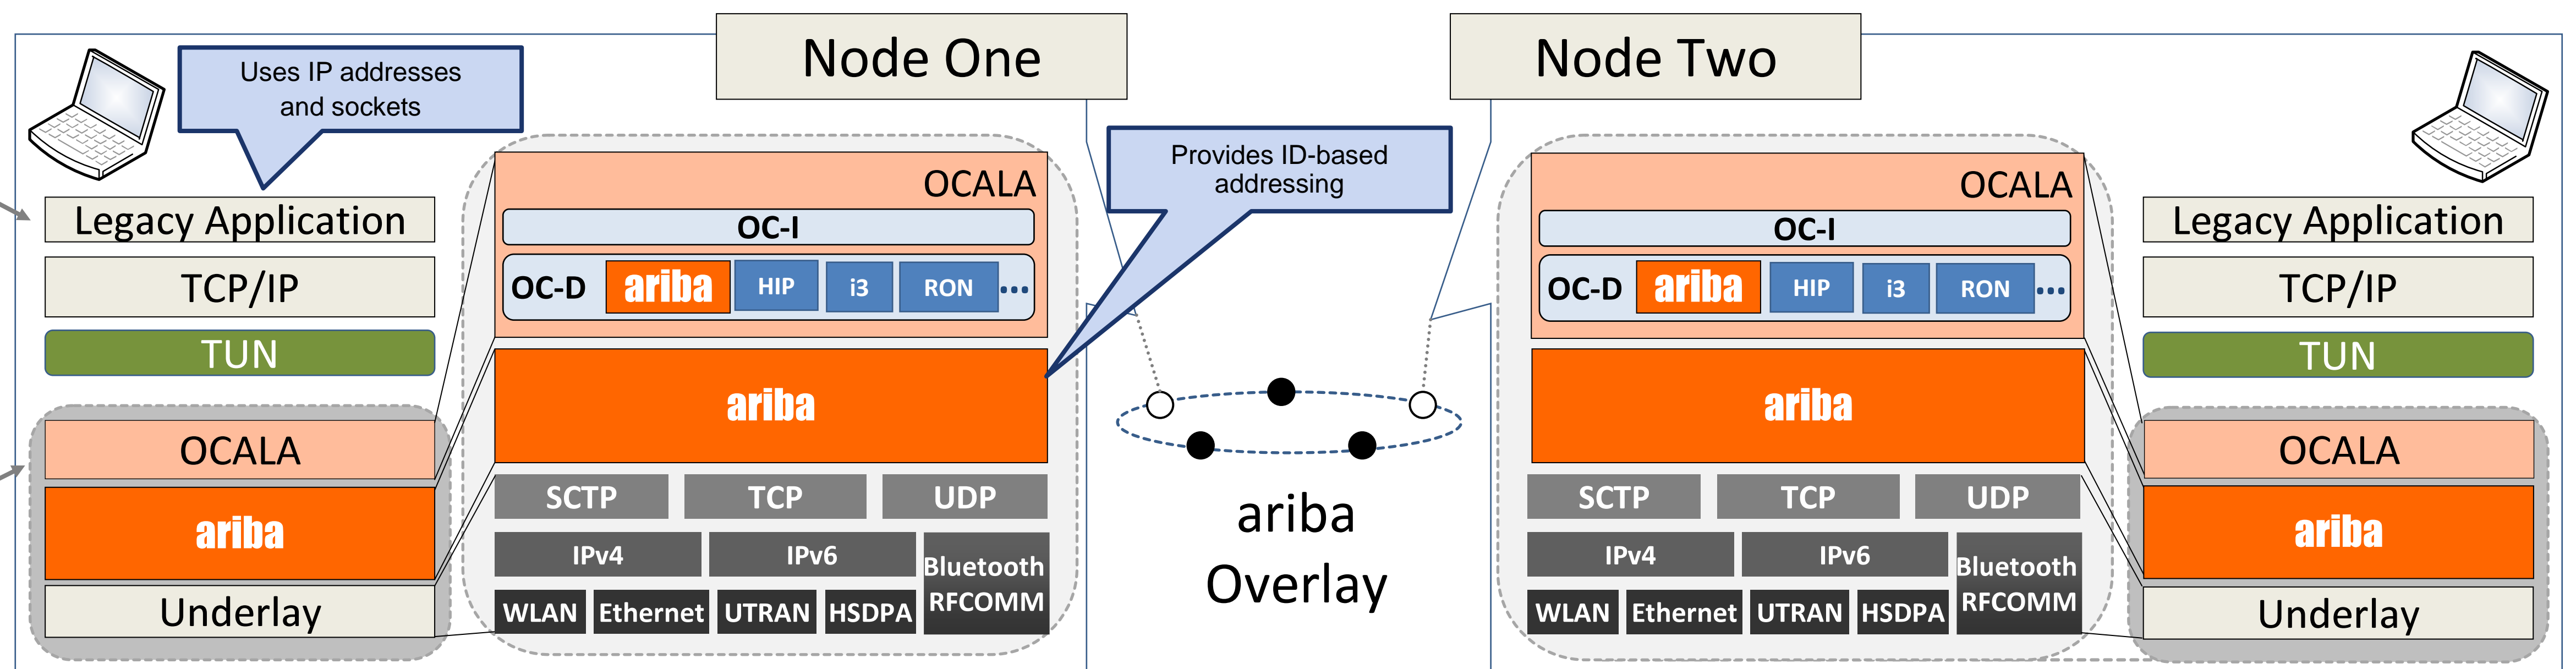 Node One
Node Two
Uses IP addresses
and sockets
Legacy Application
TCP/IP
TUN
OCALA
ariba
Underlay
OCALA
OC-I
OC-D ariba HIP i3 RON ...
ariba
SCTP TCP UDP
IPv4 IPv6
Bluetooth
RFCOMM
WLAN Ethernet UTRAN HSDPA
Provides ID-based
addressing
ariba
Overlay
OCALA
OC-I
OC-D ariba HIP i3 RON ...
ariba
SCTP TCP UDP
IPv4 IPv6
Bluetooth
RFCOMM
WLAN Ethernet UTRAN HSDPA
Legacy Application
TCP/IP
TUN
OCALA
ariba
Underlay